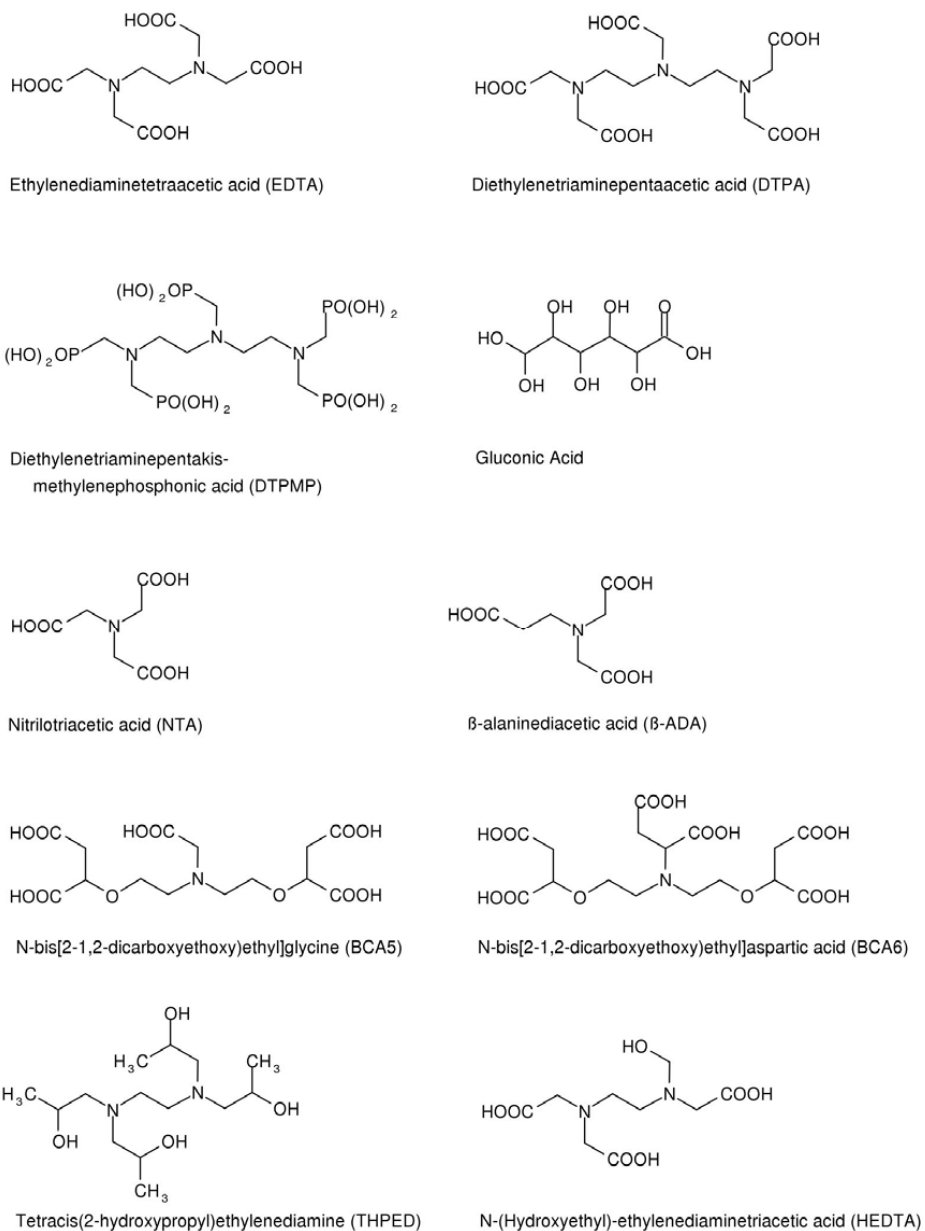 HOOC
HOOC
N
N
COOH
COOH
Ethylenediaminetetraacetic acid (EDTA)
HOOC
COOH
HOOC
N
N
N
COOH
COOH
Diethylenetriaminepentaacetic acid (DTPA)
(HO) 2OP
PO(OH) 2
(HO) 2OP
N
N
N
PO(OH) 2
PO(OH) 2
Diethylenetriaminepentakis-
methylenephosphonic acid (DTPMP)
OH OH O
HO
OH
OH OH OH
Gluconic Acid
COOH
HOOC N
COOH
Nitrilotriacetic acid (NTA)
COOH
HOOC N
COOH
ß-alaninediacetic acid (ß-ADA)
HOOC HOOC COOH
HOOC O N O COOH
N-bis[2-1,2-dicarboxyethoxy)ethyl]glycine (BCA5)
COOH
HOOC COOH COOH
HOOC O N O COOH
N-bis[2-1,2-dicarboxyethoxy)ethyl]aspartic acid (BCA6)
OH
H3C CH3
H3C N N OH
OH OH
CH3
Tetracis(2-hydroxypropyl)ethylenediamine (THPED)
HO
HOOC N N COOH
COOH
N-(Hydroxyethyl)-ethylenediaminetriacetic acid (HEDTA)